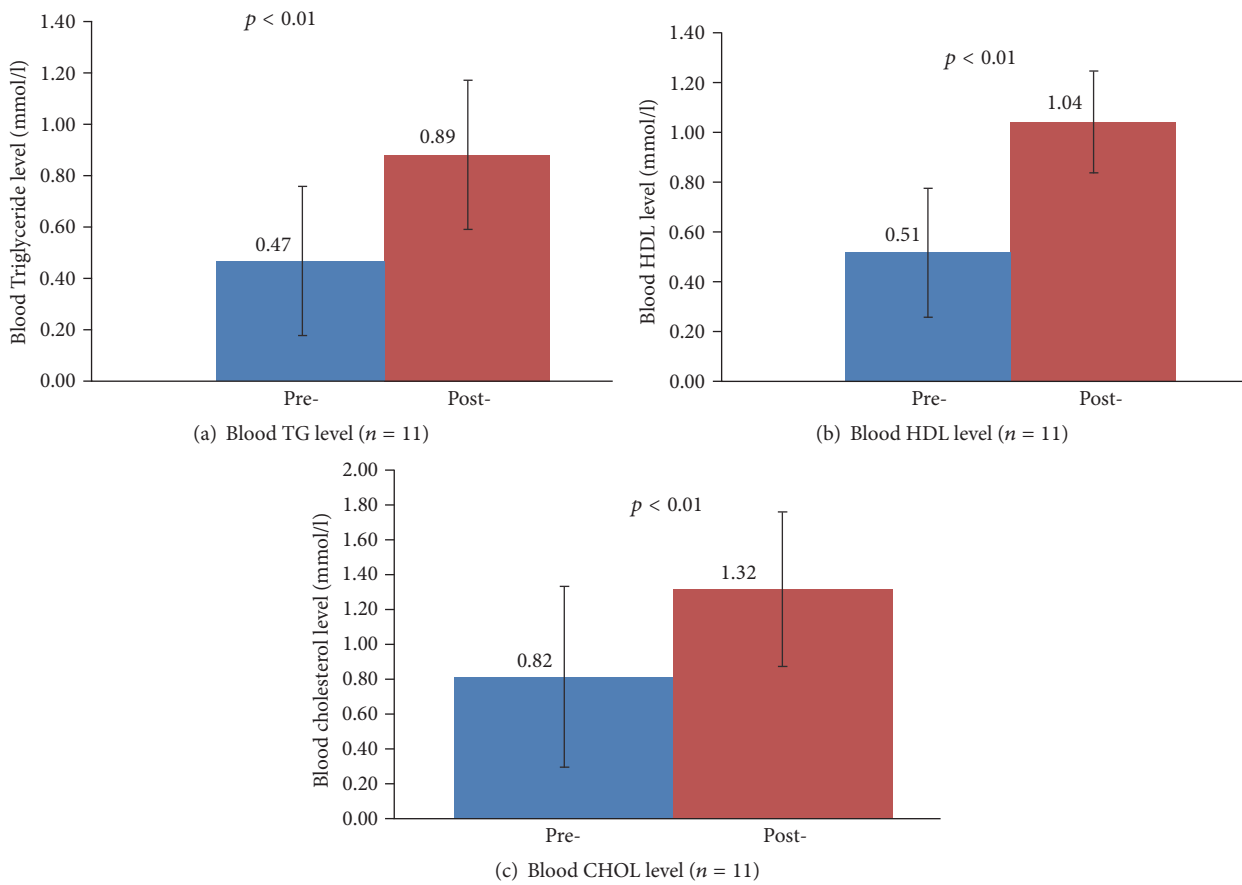 p < 0.01
Blood Triglyceride level (mmol/l)
1.40
1.20
1.00
0.80
0.60
0.40
0.20
0.00
0.47
0.89
Pre-
Post-
(a) Blood TG level (n = 11)
p < 0.01
Blood HDL level (mmol/l)
1.40
1.20
1.00
0.80
0.60
0.40
0.20
0.00
0.51
1.04
Pre-
Post-
(b) Blood HDL level (n = 11)
p < 0.01
Blood cholesterol level (mmol/l)
2.00
1.80
1.60
1.40
1.20
1.00
0.80
0.60
0.40
0.20
0.00
0.82
1.32
Pre-
Post-
(c) Blood CHOL level (n = 11)